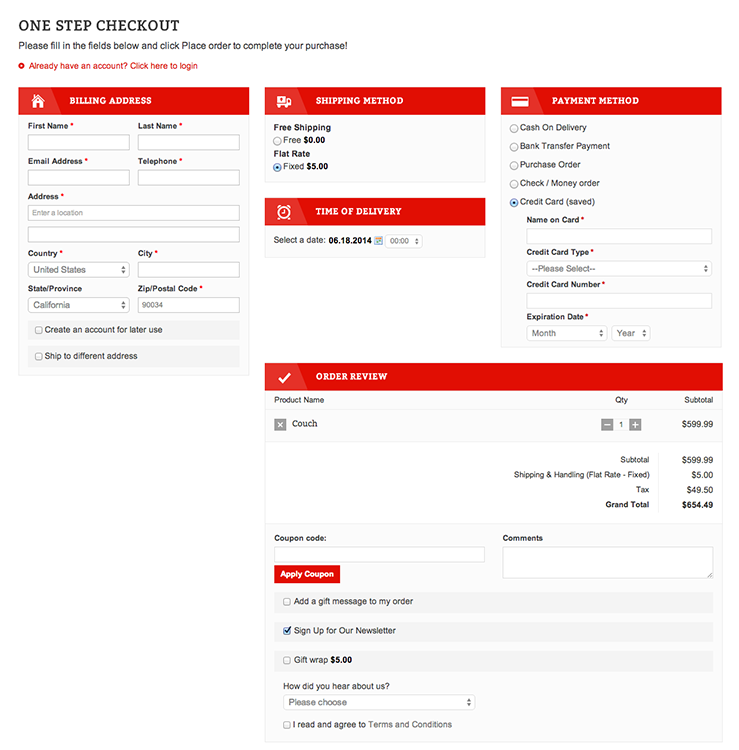 ONE STEP CHECKOUT
Please fill in the fields below and click Place order to complete your purchase!
Already have an account? Click here to login
BILLING ADDRESS
First Name * Last Name *
Email Address * Telephone *
Address *
Enter a location
Country * City *
United States
State/Province Zip/Postal Code *
California 90034
Create an account for later use
Ship to different address
SHIPPING METHOD
Free Shipping
Free $0.00
Flat Rate
Fixed $5.00
TIME OF DELIVERY
Select a date: 06.18.2014 00:00
PAYMENT METHOD
Cash On Delivery
Bank Transfer Payment
Purchase Order
Check / Money order
Credit Card (saved)
Name on Card *
Credit Card Type *
--Please Select--
Credit Card Number *
Expiration Date *
Month Year
ORDER REVIEW
Product Name Qty Subtotal
Couch 1 $599.99
Subtotal $599.99
Shipping & Handling (Flat Rate - Fixed) $5.00
Tax $49.50
Grand Total $654.49
Coupon code: Comments
Apply Coupon
Add a gift message to my order
Sign Up for Our Newsletter
Gift wrap $5.00
How did you hear about us?
Please choose
I read and agree to Terms and Conditions